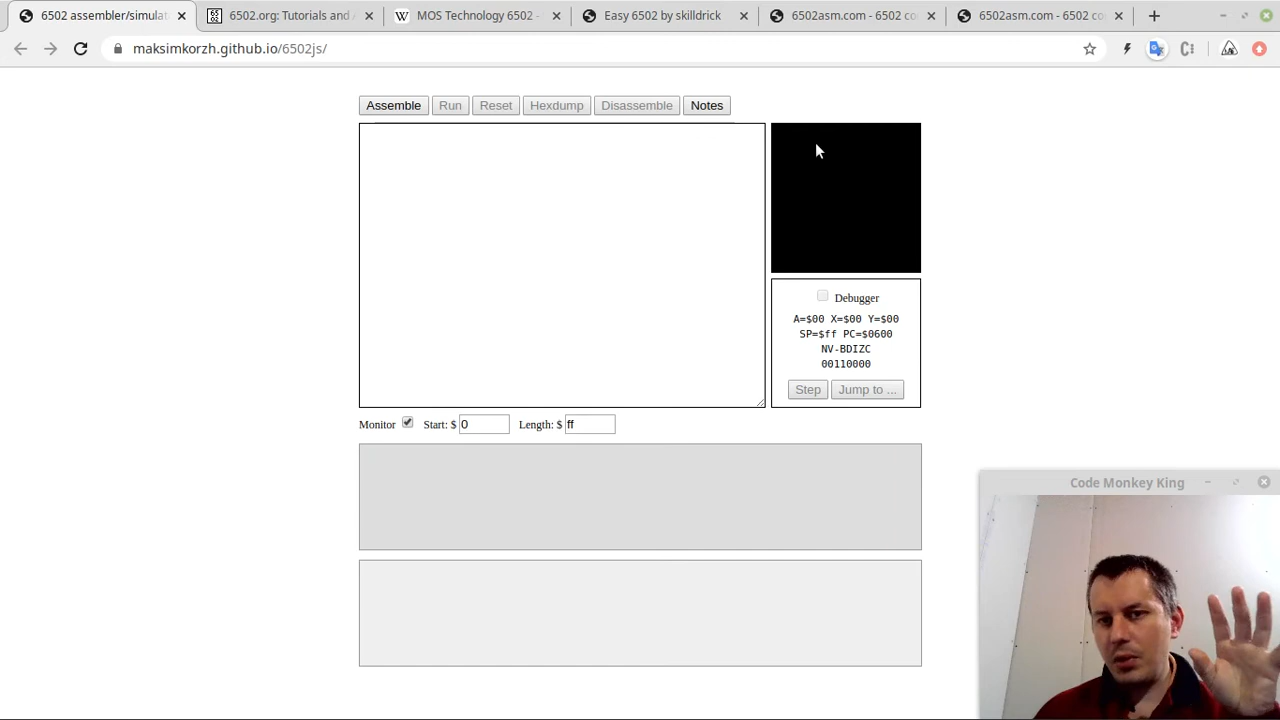 6502 assembler/simulat
6502.org: Tutorials and
MOS Technology 6502 -
Easy 6502 by skilldrick
6502asm.com - 6502 co
6502asm.com - 6502 co
maksimkorzh.github.io/6502js/
Assemble Run Reset Hexdump Disassemble Notes
Debugger
A=$00 X=$00 Y=$00
SP=$ff PC=$0600
NV-BDIZC
00110000
Step Jump to ...
Monitor Start: $ 0 Length: $ ff
Code Monkey King